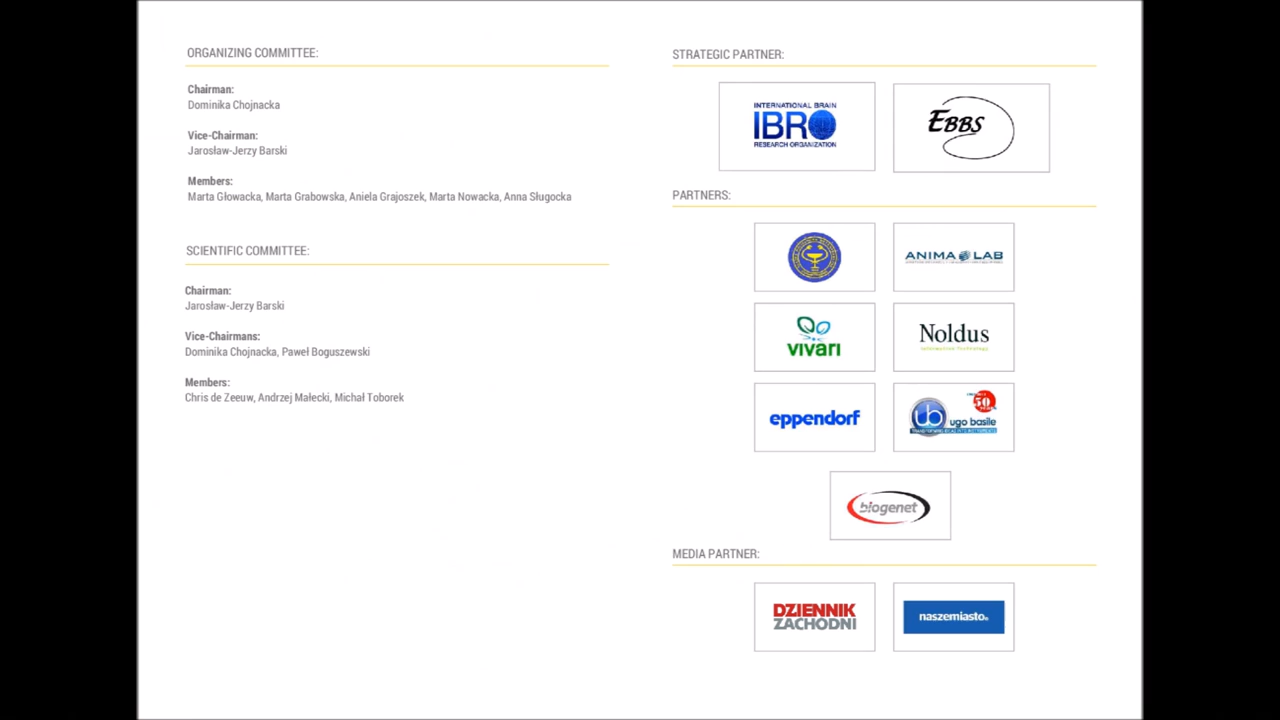 ORGANIZING COMMITTEE:
Chairman:
Dominika Chojnacka
Vice-Chairman:
Jarosław-Jerzy Barski
Members:
Marta Głowacka, Marta Grabowska, Aniela Grajoszek, Marta Nowacka, Anna Sługocka
SCIENTIFIC COMMITTEE:
Chairman:
Jarosław-Jerzy Barski
Vice-Chairmans:
Dominika Chojnacka, Paweł Boguszewski
Members:
Chris de Zeeuw, Andrzej Małecki, Michał Toborek
STRATEGIC PARTNER:
INTERNATIONAL BRAIN
IBRO
RESEARCH ORGANIZATION
EBBS
PARTNERS:
ANIMA LAB
vivari
Noldus
Information Technology
eppendorf
50
ub
ugo basile
biogenet
MEDIA PARTNER:
DZIENNIK
ZACHODNI
naszemiasto